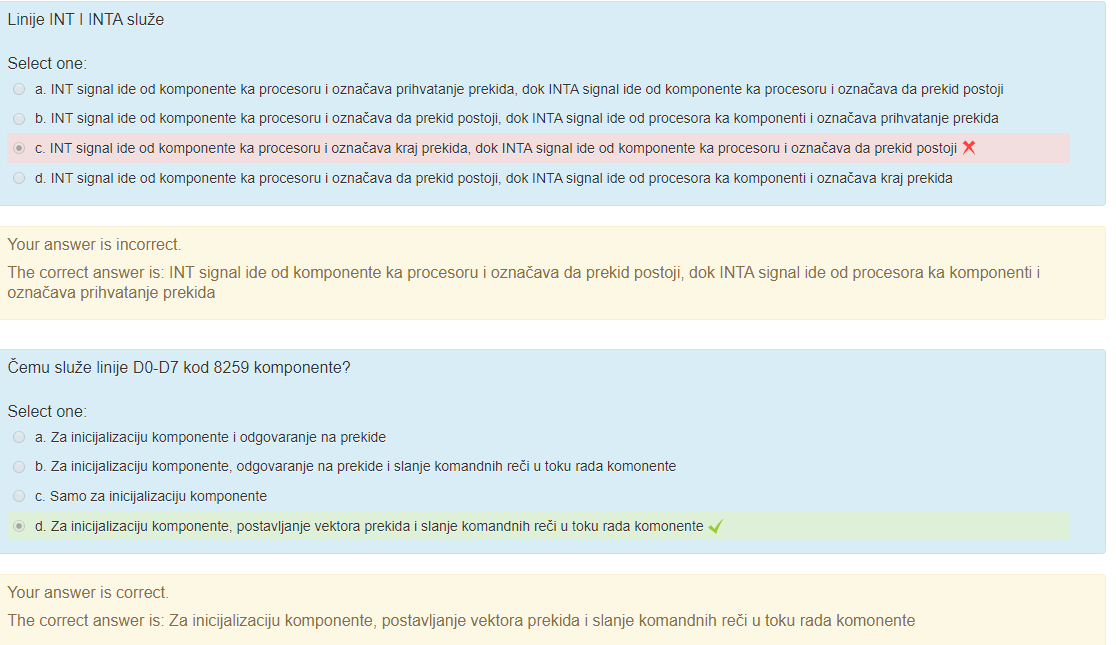 Linije INT I INTA služe
Select one:
a. INT signal ide od komponente ka procesoru i označava prihvatanje prekida, dok INTA signal ide od komponente ka procesoru i označava da prekid postoji
b. INT signal ide od komponente ka procesoru i označava da prekid postoji, dok INTA signal ide od procesora ka komponenti i označava prihvatanje prekida
c. INT signal ide od komponente ka procesoru i označava kraj prekida, dok INTA signal ide od komponente ka procesoru i označava da prekid postoji
d. INT signal ide od komponente ka procesoru i označava da prekid postoji, dok INTA signal ide od procesora ka komponenti i označava kraj prekida
Your answer is incorrect.
The correct answer is: INT signal ide od komponente ka procesoru i označava da prekid postoji, dok INTA signal ide od procesora ka komponenti i
označava prihvatanje prekida
Čemu služe linije D0-D7 kod 8259 komponente?
Select one:
a. Za inicijalizaciju komponente i odgovaranje na prekide
b. Za inicijalizaciju komponente, odgovaranje na prekide i slanje komandnih reči u toku rada komonente
c. Samo za inicijalizaciju komponente
d. Za inicijalizaciju komponente, postavljanje vektora prekida i slanje komandnih reči u toku rada komonente
Your answer is correct.
The correct answer is: Za inicijalizaciju komponente, postavljanje vektora prekida i slanje komandnih reči u toku rada komonente